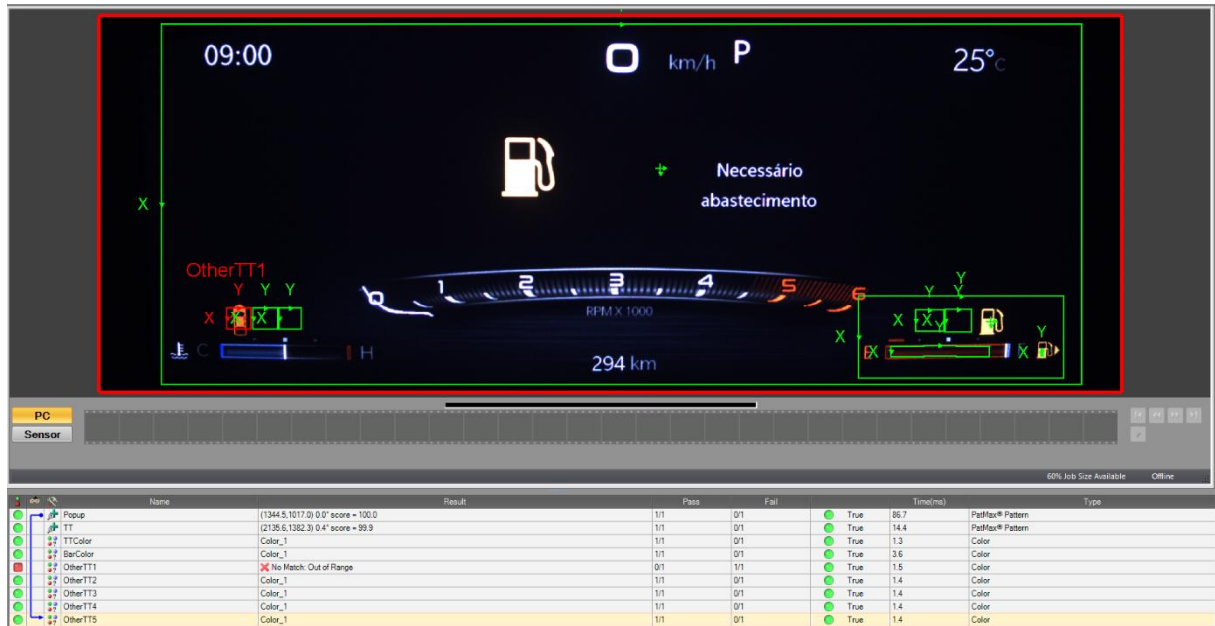 09:00
0 km/h P
25°C
Necessário
abastecimento
X
OtherTT1
Y Y Y
X X X
0 1 2 3 4 5 6
RPM X 1000
Y
Y Y
X X Y
X
Y
C H
X X
294 km
PC
Sensor
60% Job Size Available Offline
Name Result Pass Fail Time(ms) Type
Popup (1344.5,1017.0) 0.0° score = 100.0 1/1 0/1 True 86.7 PatMax® Pattern
TT (2135.6,1382.3) 0.4° score = 99.9 1/1 0/1 True 14.4 PatMax® Pattern
TTColor Color_1 1/1 0/1 True 1.3 Color
BarColor Color_1 1/1 0/1 True 3.6 Color
OtherTT1 No Match: Out of Range 0/1 1/1 True 1.5 Color
OtherTT2 Color_1 1/1 0/1 True 1.4 Color
OtherTT3 Color_1 1/1 0/1 True 1.4 Color
OtherTT4 Color_1 1/1 0/1 True 1.4 Color
OtherTT5 Color_1 1/1 0/1 True 1.4 Color